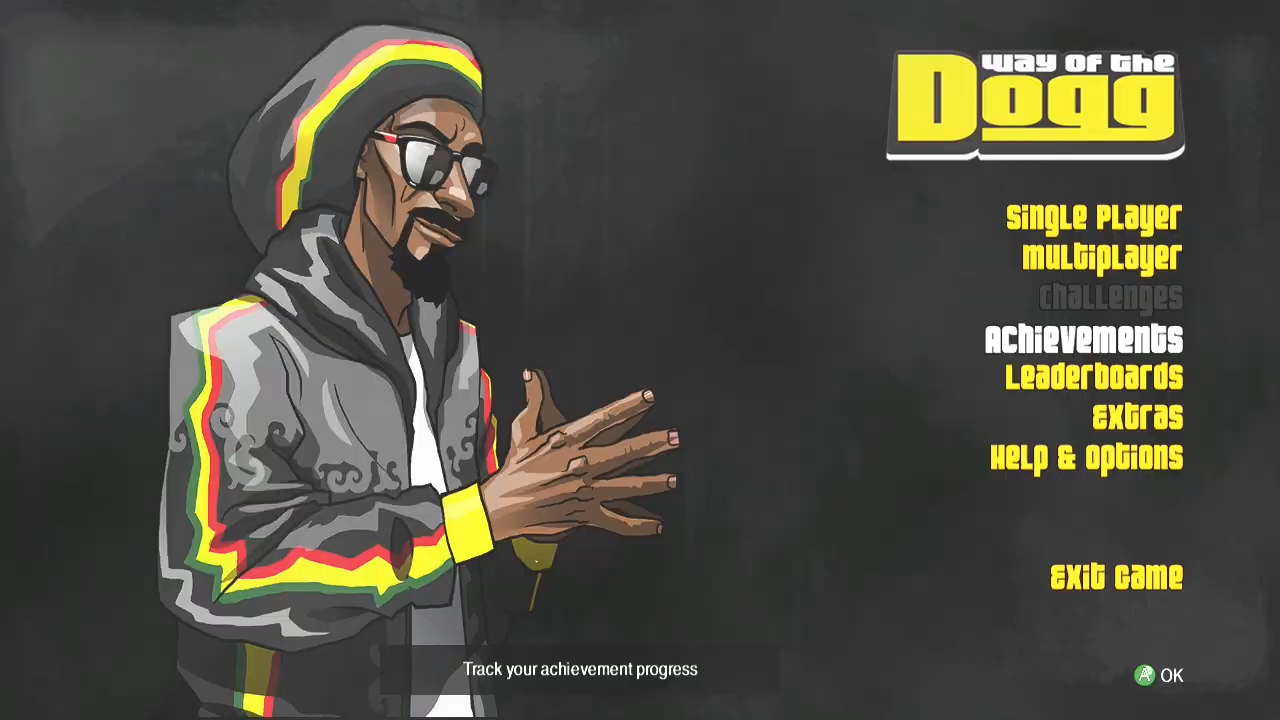 way of the
Dogg
Single Player
Multiplayer
Challenges
Achievements
Leaderboards
Extras
Help & Options
Exit Game
Track your achievement progress
A OK